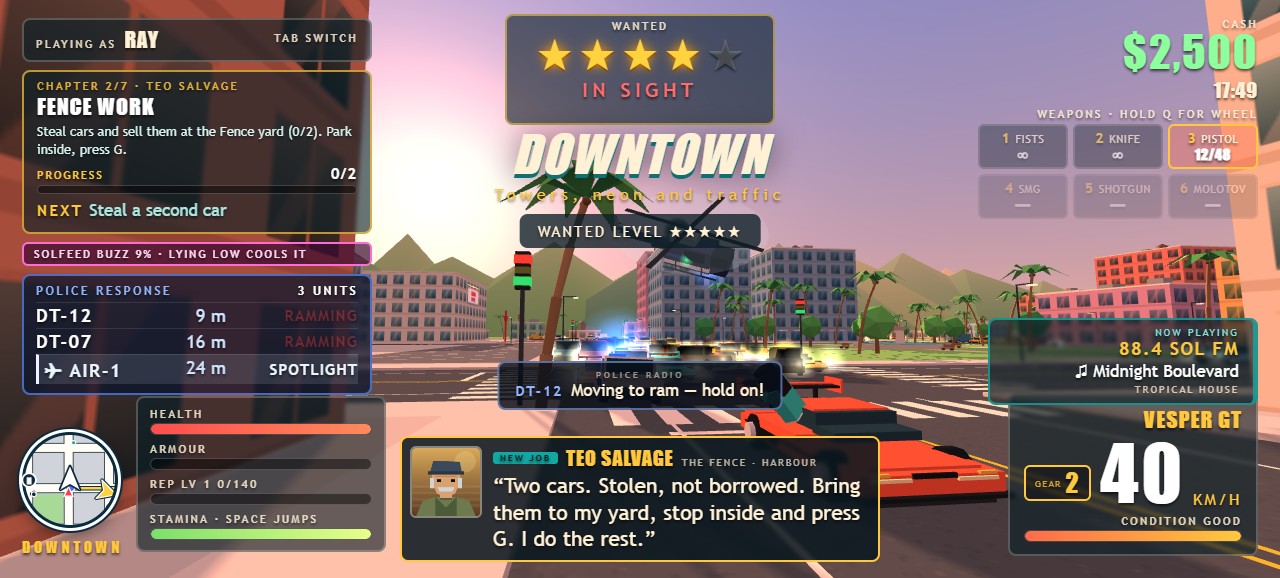 PLAYING AS RAY TAB SWITCH
CHAPTER 2/7 · TEO SALVAGE
FENCE WORK
Steal cars and sell them at the Fence yard (0/2). Park
inside, press G.
PROGRESS 0/2
NEXT Steal a second car
SOLFEED BUZZ 9% · LYING LOW COOLS IT
POLICE RESPONSE 3 UNITS
DT-12 9 m RAMMING
DT-07 16 m RAMMING
AIR-1 24 m SPOTLIGHT
HEALTH
ARMOUR
REP LV 1 0/140
STAMINA · SPACE JUMPS
DOWNTOWN
WANTED
★★★★★
IN SIGHT
DOWNTOWN
Towers, neon and traffic
WANTED LEVEL ★★★★★
POLICE RADIO
DT-12 Moving to ram — hold on!
NEW JOB TEO SALVAGE THE FENCE · HARBOUR
“Two cars. Stolen, not borrowed. Bring
them to my yard, stop inside and press
G. I do the rest.”
CASH
$2,500
17:49
WEAPONS · HOLD Q FOR WHEEL
1 FISTS ∞
2 KNIFE ∞
3 PISTOL 12/48
4 SMG —
5 SHOTGUN —
6 MOLOTOV —
NOW PLAYING
88.4 SOL FM
♫ Midnight Boulevard
TROPICAL HOUSE
VESPER GT
GEAR 2 40 KM/H
CONDITION GOOD